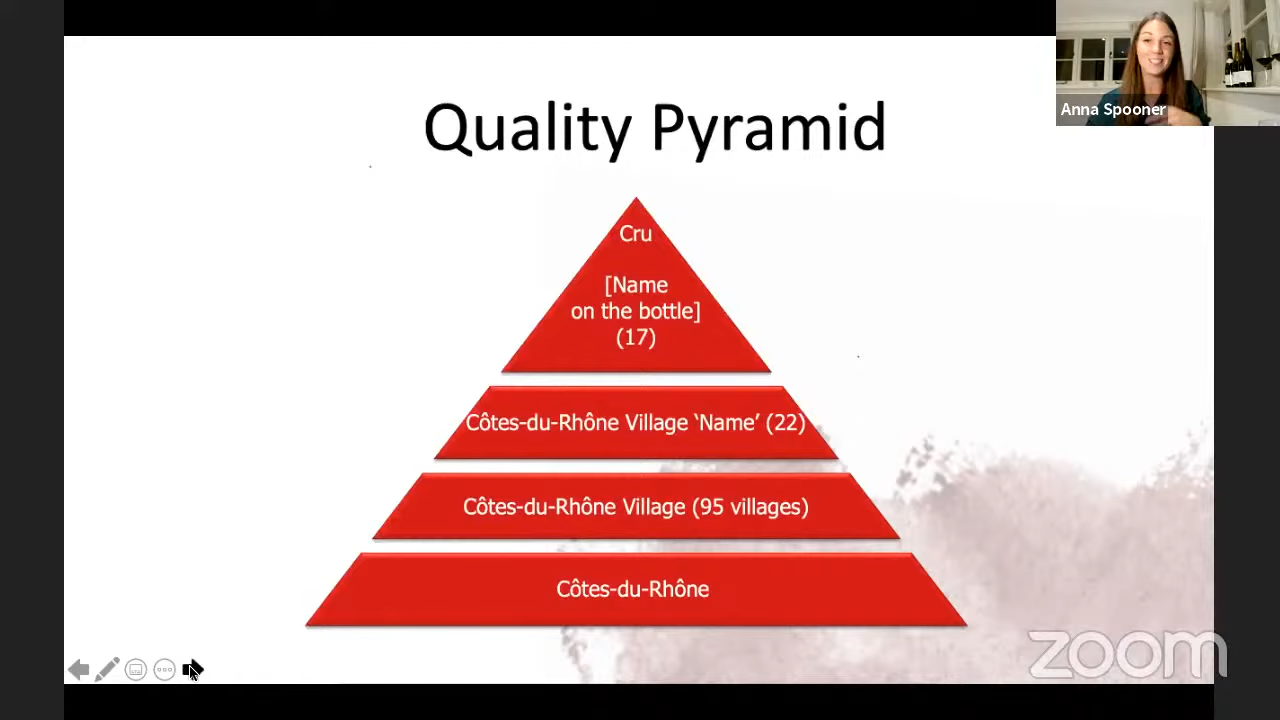 Quality Pyramid
Anna Spooner
Cru
[Name
on the bottle]
(17)
Côtes-du-Rhône Village ‘Name’ (22)
Côtes-du-Rhône Village (95 villages)
Côtes-du-Rhône
zoom